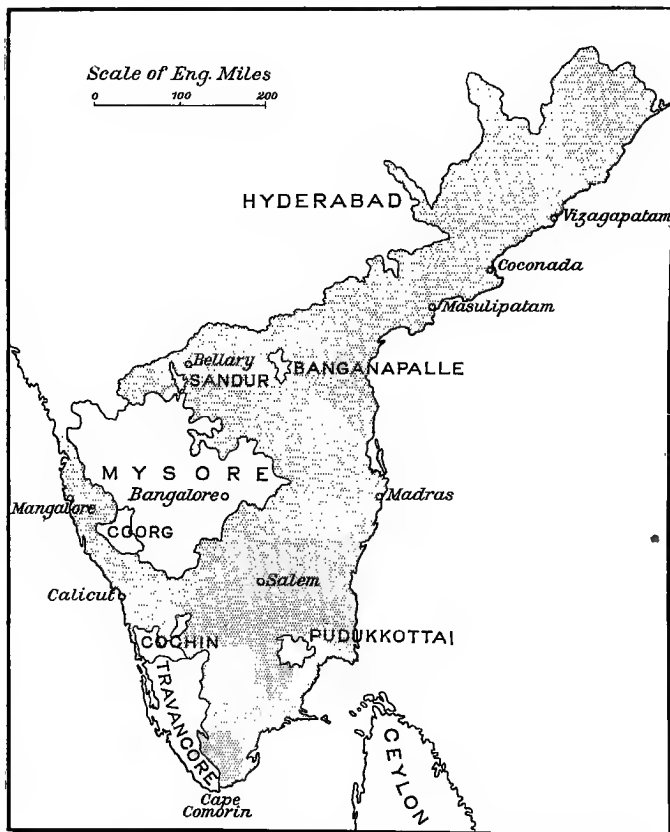 Scale of Eng. Miles
0 100 200
HYDERABAD
Vizagapatam
Coconada
Masulipatam
Bellary
SANDUR
BANGANAPALLE
MYSORE
Bangalore
Madras
Mangalore
COORG
Salem
Calicut
COCHIN
PUDUKKOTTAI
TRAVANCORE
CEYLON
Cape
Comorin